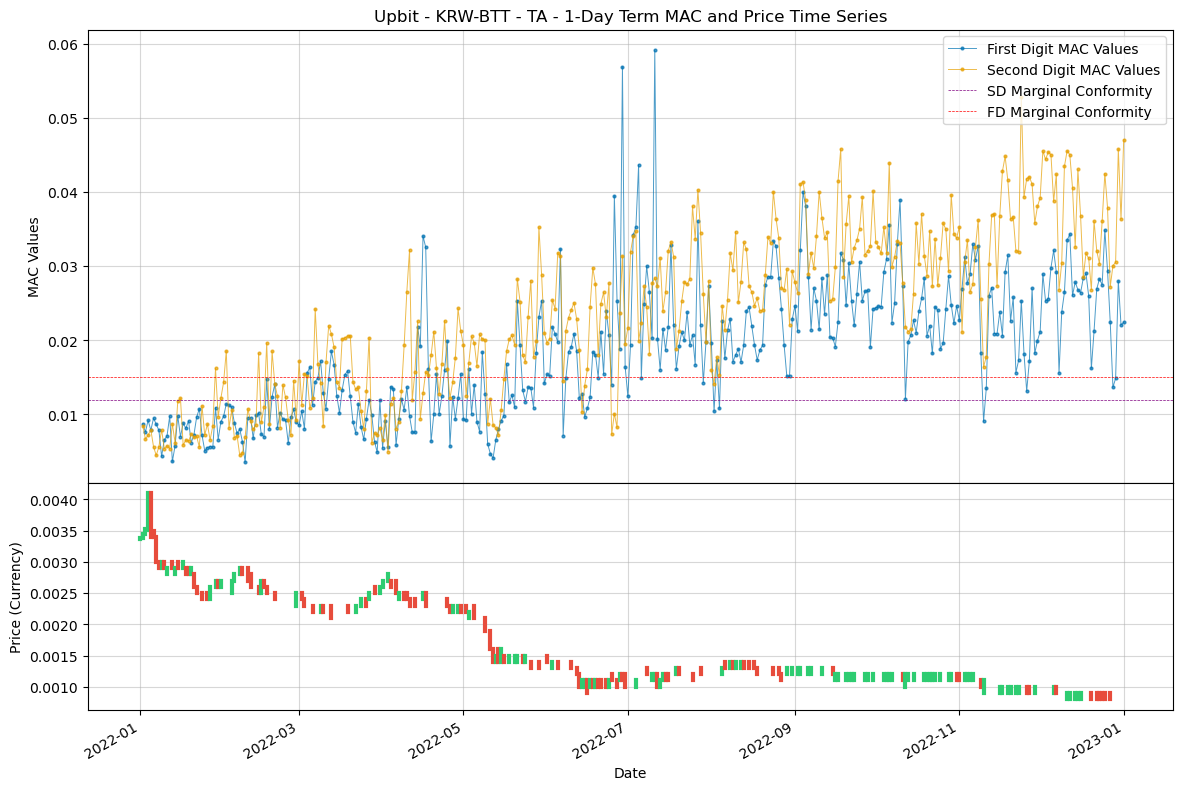 Upbit - KRW-BTT - TA - 1-Day Term MAC and Price Time Series
First Digit MAC Values
Second Digit MAC Values
SD Marginal Conformity
FD Marginal Conformity
MAC Values
0.06
0.05
0.04
0.03
0.02
0.01
Price (Currency)
0.0040
0.0035
0.0030
0.0025
0.0020
0.0015
0.0010
2022-01
2022-03
2022-05
2022-07
2022-09
2022-11
2023-01
Date